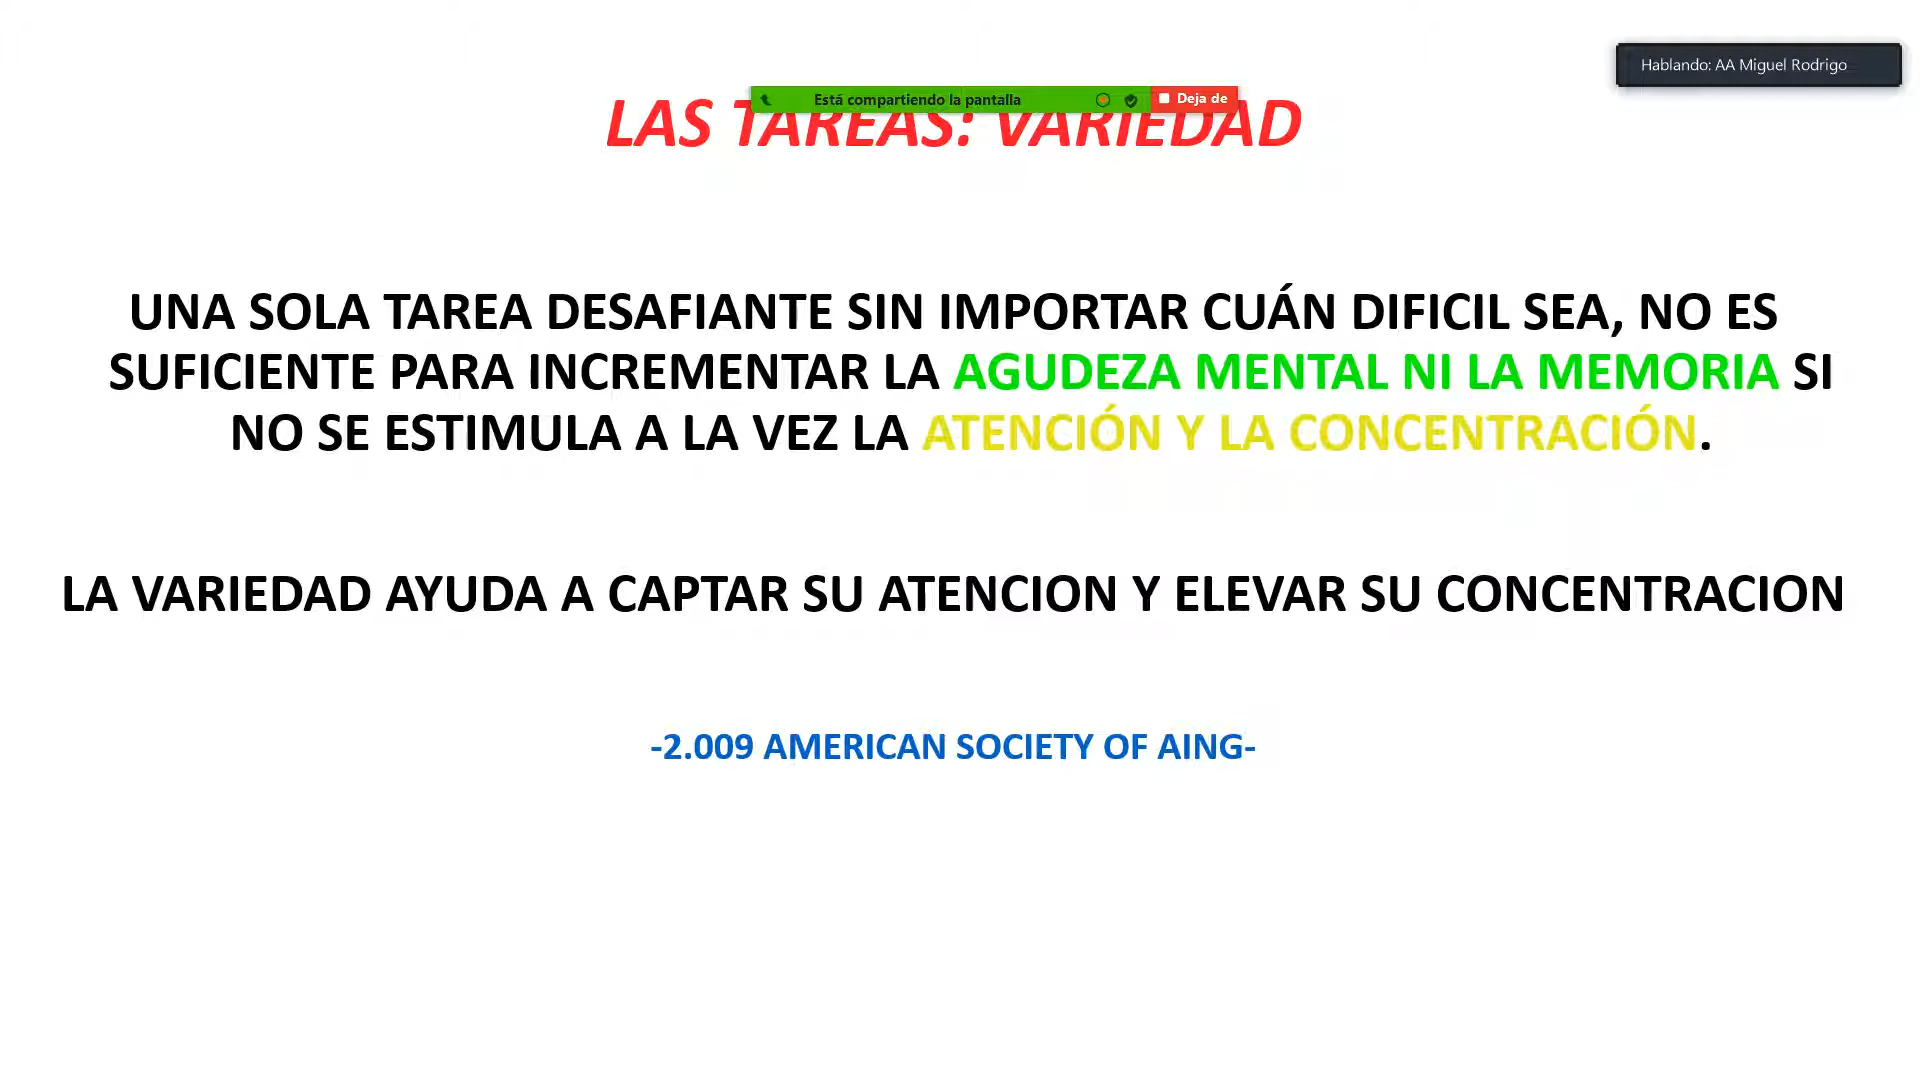 Hablando: AA Miguel Rodrigo
Está compartiendo la pantalla
Deja de
LAS TAREAS: VARIEDAD
UNA SOLA TAREA DESAFIANTE SIN IMPORTAR CUÁN DIFICIL SEA, NO ES
SUFICIENTE PARA INCREMENTAR LA AGUDEZA MENTAL NI LA MEMORIA SI
NO SE ESTIMULA A LA VEZ LA ATENCIÓN Y LA CONCENTRACIÓN.
LA VARIEDAD AYUDA A CAPTAR SU ATENCION Y ELEVAR SU CONCENTRACION
-2.009 AMERICAN SOCIETY OF AING-